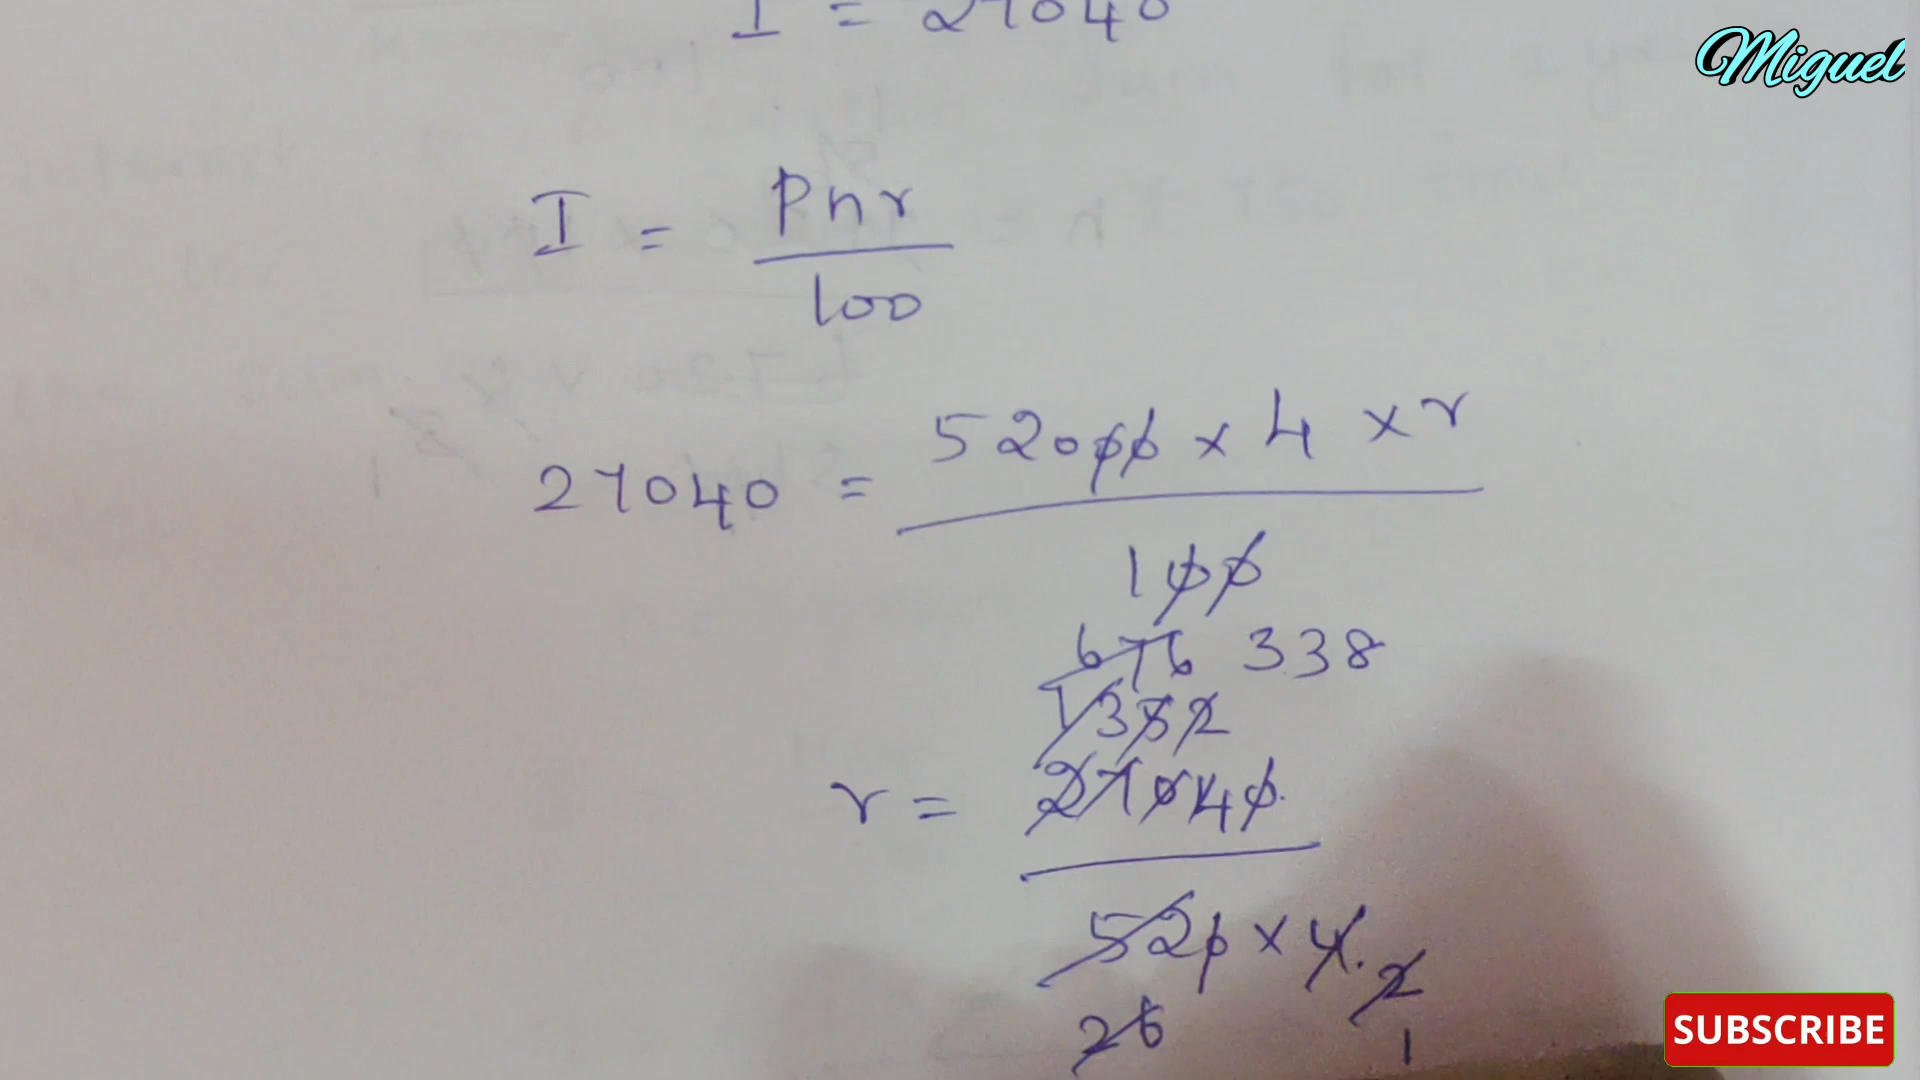 I = 27040
Miguel
I = Pnr
100
27040 = 52000 x 4 x r
100
676 338
1352
r = 27040
520 x 4 2
26 1
SUBSCRIBE